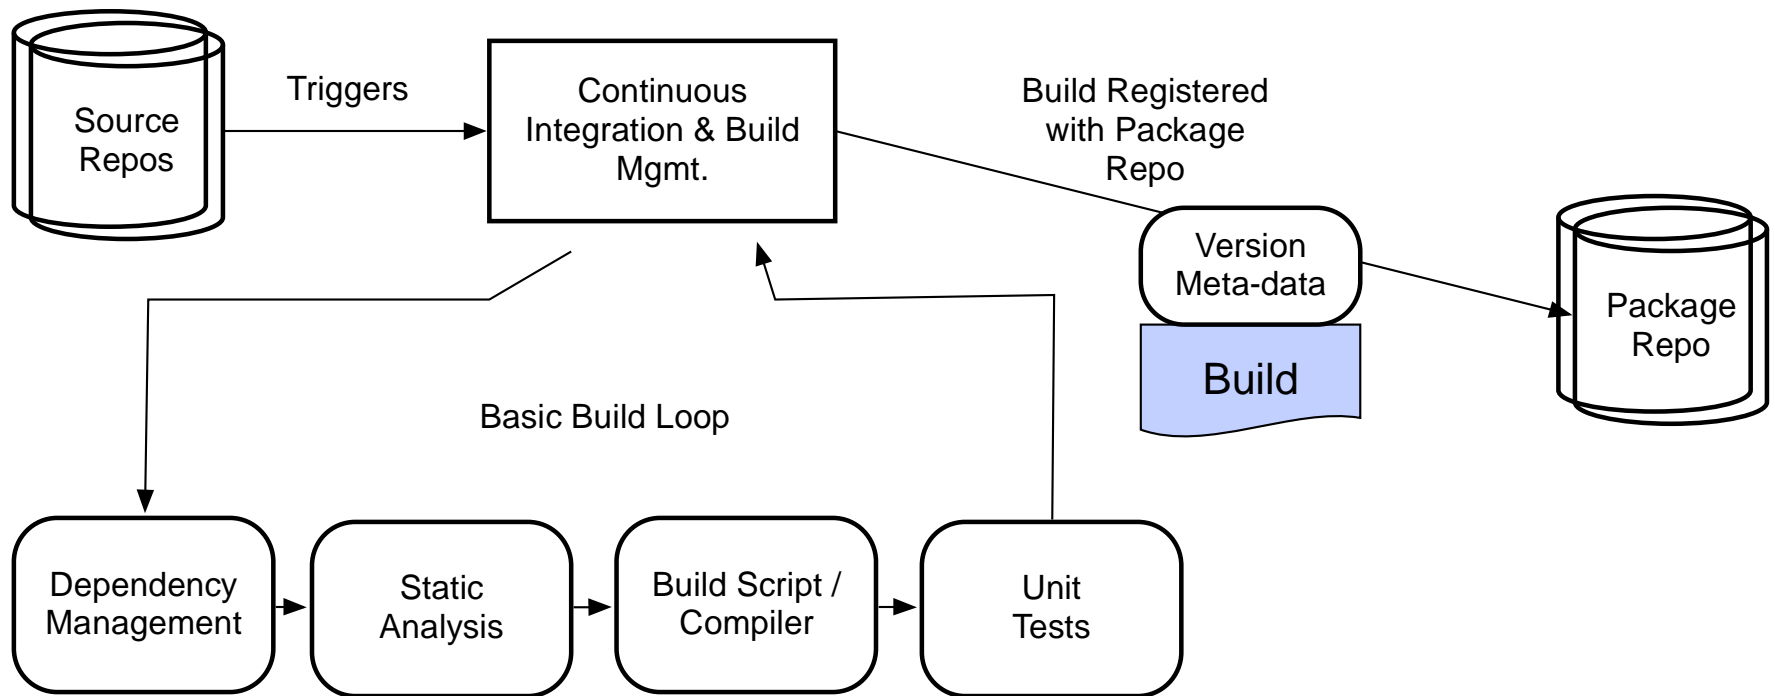 Source
Repos
Triggers
Continuous
Integration & Build
Mgmt.
Build Registered
with Package
Repo
Version
Meta-data
Build
Package
Repo
Basic Build Loop
Dependency
Management
Static
Analysis
Build Script /
Compiler
Unit
Tests